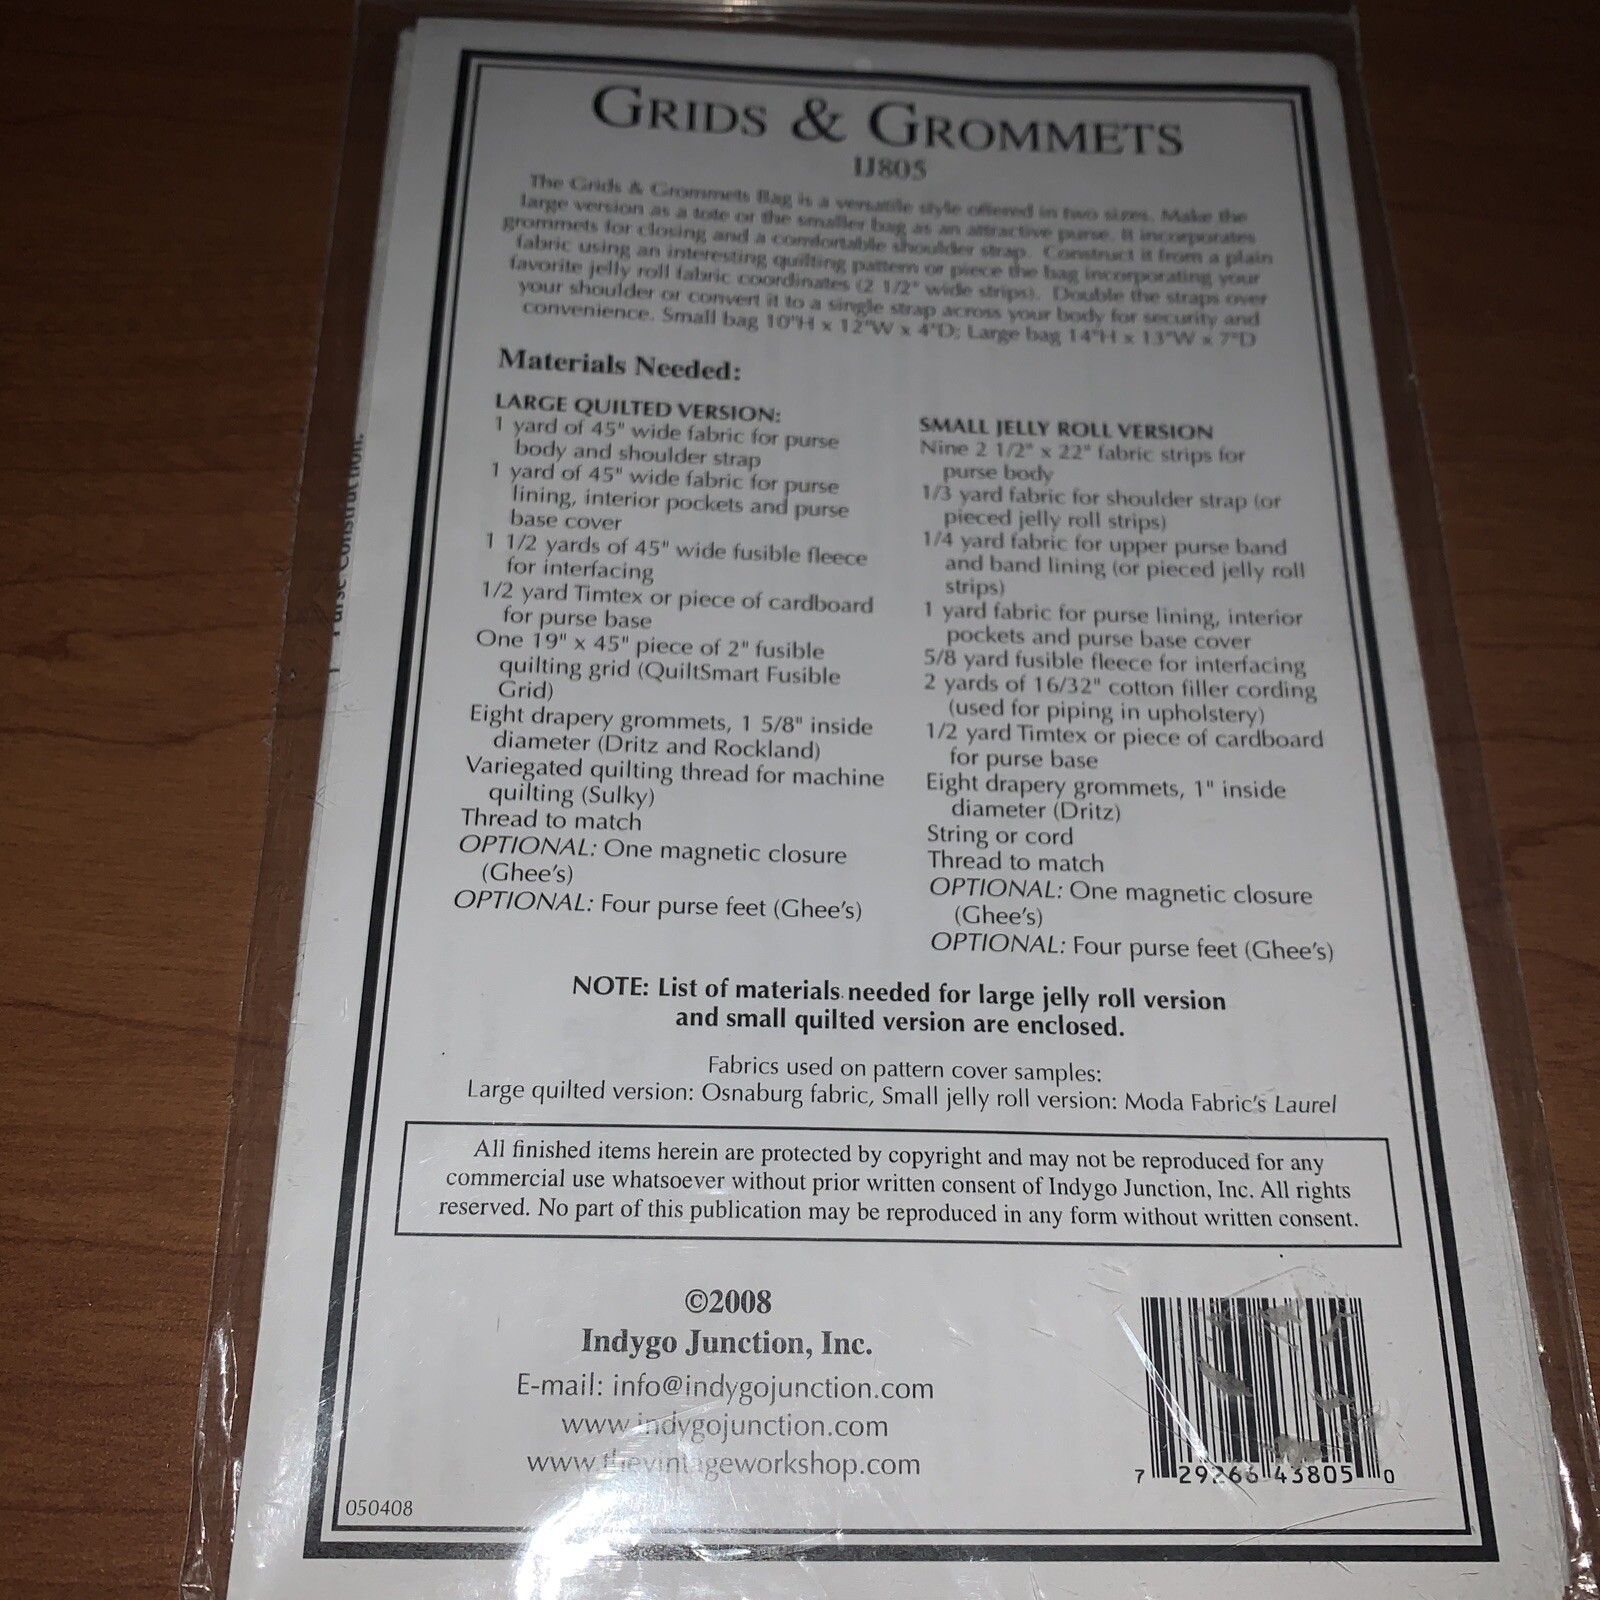 GRIDS & GROMMETS
IJ805
The Grids & Grommets Bag is a versatile style offered in two sizes. Make the
large version as a tote or the smaller bag as an attractive purse. It incorporates
grommets for closing and a comfortable shoulder strap. Construct it from a plain
fabric using an interesting quilting pattern or piece the bag incorporating your
favorite jelly roll fabric coordinates (2 1/2" wide strips). Double the straps over
your shoulder or convert it to a single strap across your body for security and
convenience. Small bag 10"H x 12"W x 4"D; Large bag 14"H x 13"W x 7"D
Materials Needed:
LARGE QUILTED VERSION:
1 yard of 45" wide fabric for purse
body and shoulder strap
1 yard of 45" wide fabric for purse
lining, interior pockets and purse
base cover
1 1/2 yards of 45" wide fusible fleece
for interfacing
1/2 yard Timtex or piece of cardboard
for purse base
One 19" x 45" piece of 2" fusible
quilting grid (QuiltSmart Fusible
Grid)
Eight drapery grommets, 1 5/8" inside
diameter (Dritz and Rockland)
Variegated quilting thread for machine
quilting (Sulky)
Thread to match
OPTIONAL: One magnetic closure
(Ghee's)
OPTIONAL: Four purse feet (Ghee's)
SMALL JELLY ROLL VERSION
Nine 2 1/2" x 22" fabric strips for
purse body
1/3 yard fabric for shoulder strap (or
pieced jelly roll strips)
1/4 yard fabric for upper purse band
and band lining (or pieced jelly roll
strips)
1 yard fabric for purse lining, interior
pockets and purse base cover
5/8 yard fusible fleece for interfacing
2 yards of 16/32" cotton filler cording
(used for piping in upholstery)
1/2 yard Timtex or piece of cardboard
for purse base
Eight drapery grommets, 1" inside
diameter (Dritz)
String or cord
Thread to match
OPTIONAL: One magnetic closure
(Ghee's)
OPTIONAL: Four purse feet (Ghee's)
NOTE: List of materials needed for large jelly roll version
and small quilted version are enclosed.
Fabrics used on pattern cover samples:
Large quilted version: Osnaburg fabric, Small jelly roll version: Moda Fabric's Laurel
All finished items herein are protected by copyright and may not be reproduced for any
commercial use whatsoever without prior written consent of Indygo Junction, Inc. All rights
reserved. No part of this publication may be reproduced in any form without written consent.
©2008
Indygo Junction, Inc.
E-mail: info@indygojunction.com
www.indygojunction.com
www.thevintageworkshop.com
050408
7 29266 43805 0